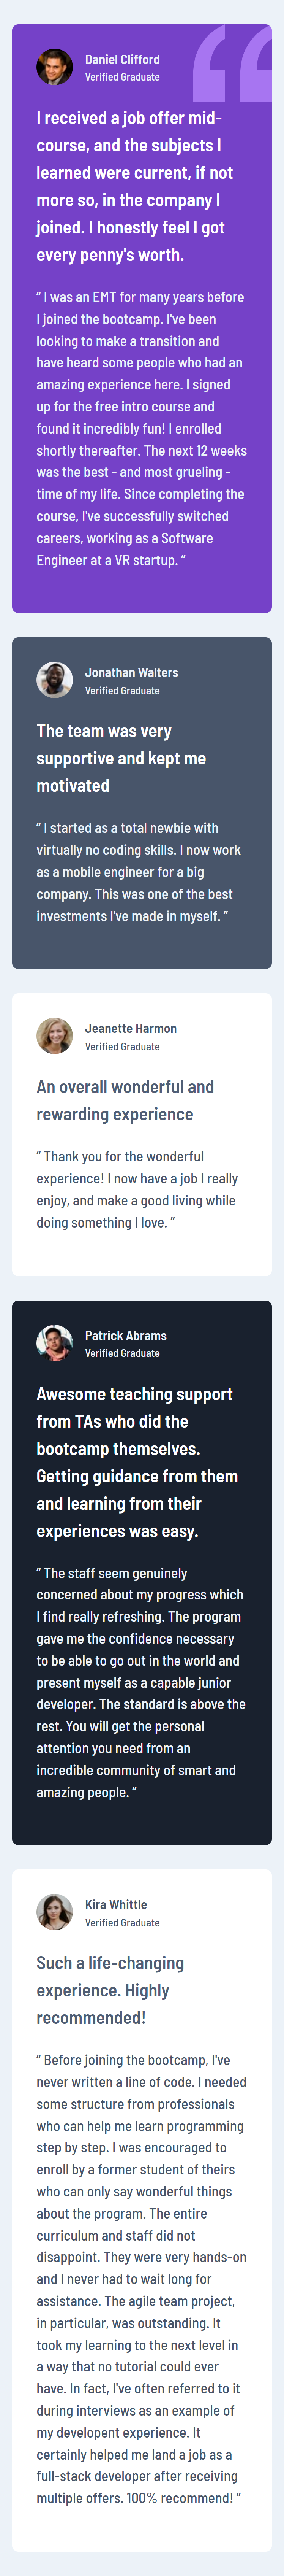 Daniel Clifford
Verified Graduate
I received a job offer mid-
course, and the subjects I
learned were current, if not
more so, in the company I
joined. I honestly feel I got
every penny's worth.
“ I was an EMT for many years before
I joined the bootcamp. I've been
looking to make a transition and
have heard some people who had an
amazing experience here. I signed
up for the free intro course and
found it incredibly fun! I enrolled
shortly thereafter. The next 12 weeks
was the best - and most grueling -
time of my life. Since completing the
course, I've successfully switched
careers, working as a Software
Engineer at a VR startup. ”
Jonathan Walters
Verified Graduate
The team was very
supportive and kept me
motivated
“ I started as a total newbie with
virtually no coding skills. I now work
as a mobile engineer for a big
company. This was one of the best
investments I've made in myself. ”
Jeanette Harmon
Verified Graduate
An overall wonderful and
rewarding experience
“ Thank you for the wonderful
experience! I now have a job I really
enjoy, and make a good living while
doing something I love. ”
Patrick Abrams
Verified Graduate
Awesome teaching support
from TAs who did the
bootcamp themselves.
Getting guidance from them
and learning from their
experiences was easy.
“ The staff seem genuinely
concerned about my progress which
I find really refreshing. The program
gave me the confidence necessary
to be able to go out in the world and
present myself as a capable junior
developer. The standard is above the
rest. You will get the personal
attention you need from an
incredible community of smart and
amazing people. ”
Kira Whittle
Verified Graduate
Such a life-changing
experience. Highly
recommended!
“ Before joining the bootcamp, I've
never written a line of code. I needed
some structure from professionals
who can help me learn programming
step by step. I was encouraged to
enroll by a former student of theirs
who can only say wonderful things
about the program. The entire
curriculum and staff did not
disappoint. They were very hands-on
and I never had to wait long for
assistance. The agile team project,
in particular, was outstanding. It
took my learning to the next level in
a way that no tutorial could ever
have. In fact, I've often referred to it
during interviews as an example of
my developent experience. It
certainly helped me land a job as a
full-stack developer after receiving
multiple offers. 100% recommend! ”